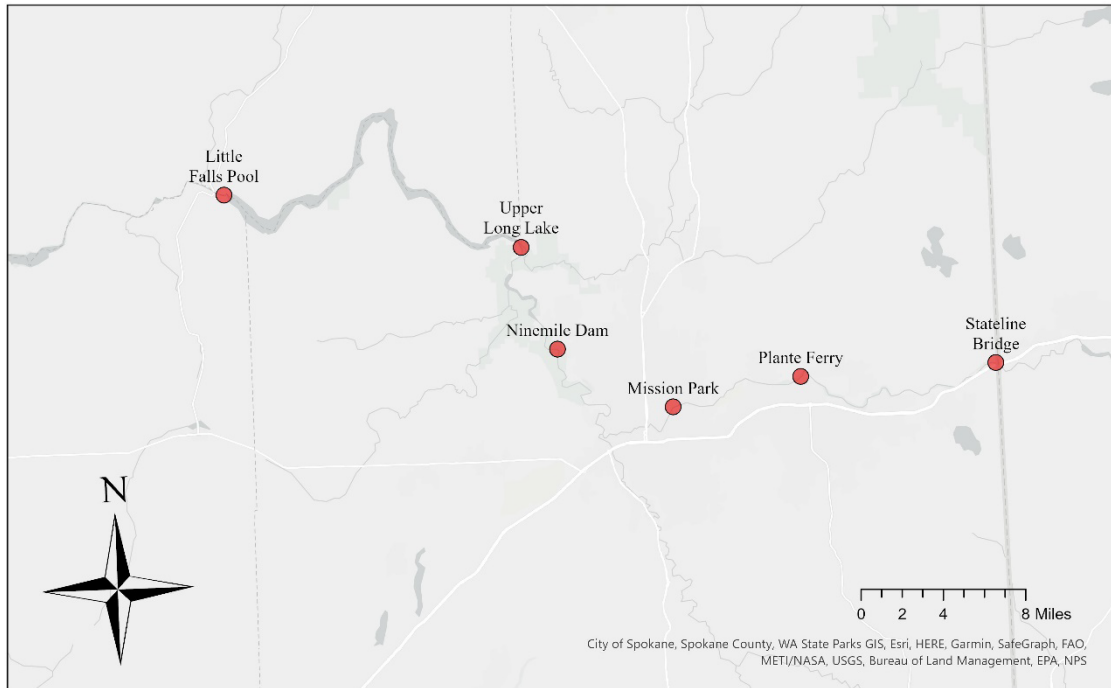 Little
Falls Pool
Upper
Long Lake
Ninemile Dam
Stateline
Bridge
Plante Ferry
Mission Park
N
0 2 4 8 Miles
City of Spokane, Spokane County, WA State Parks GIS, Esri, HERE, Garmin, SafeGraph, FAO,
METI/NASA, USGS, Bureau of Land Management, EPA, NPS